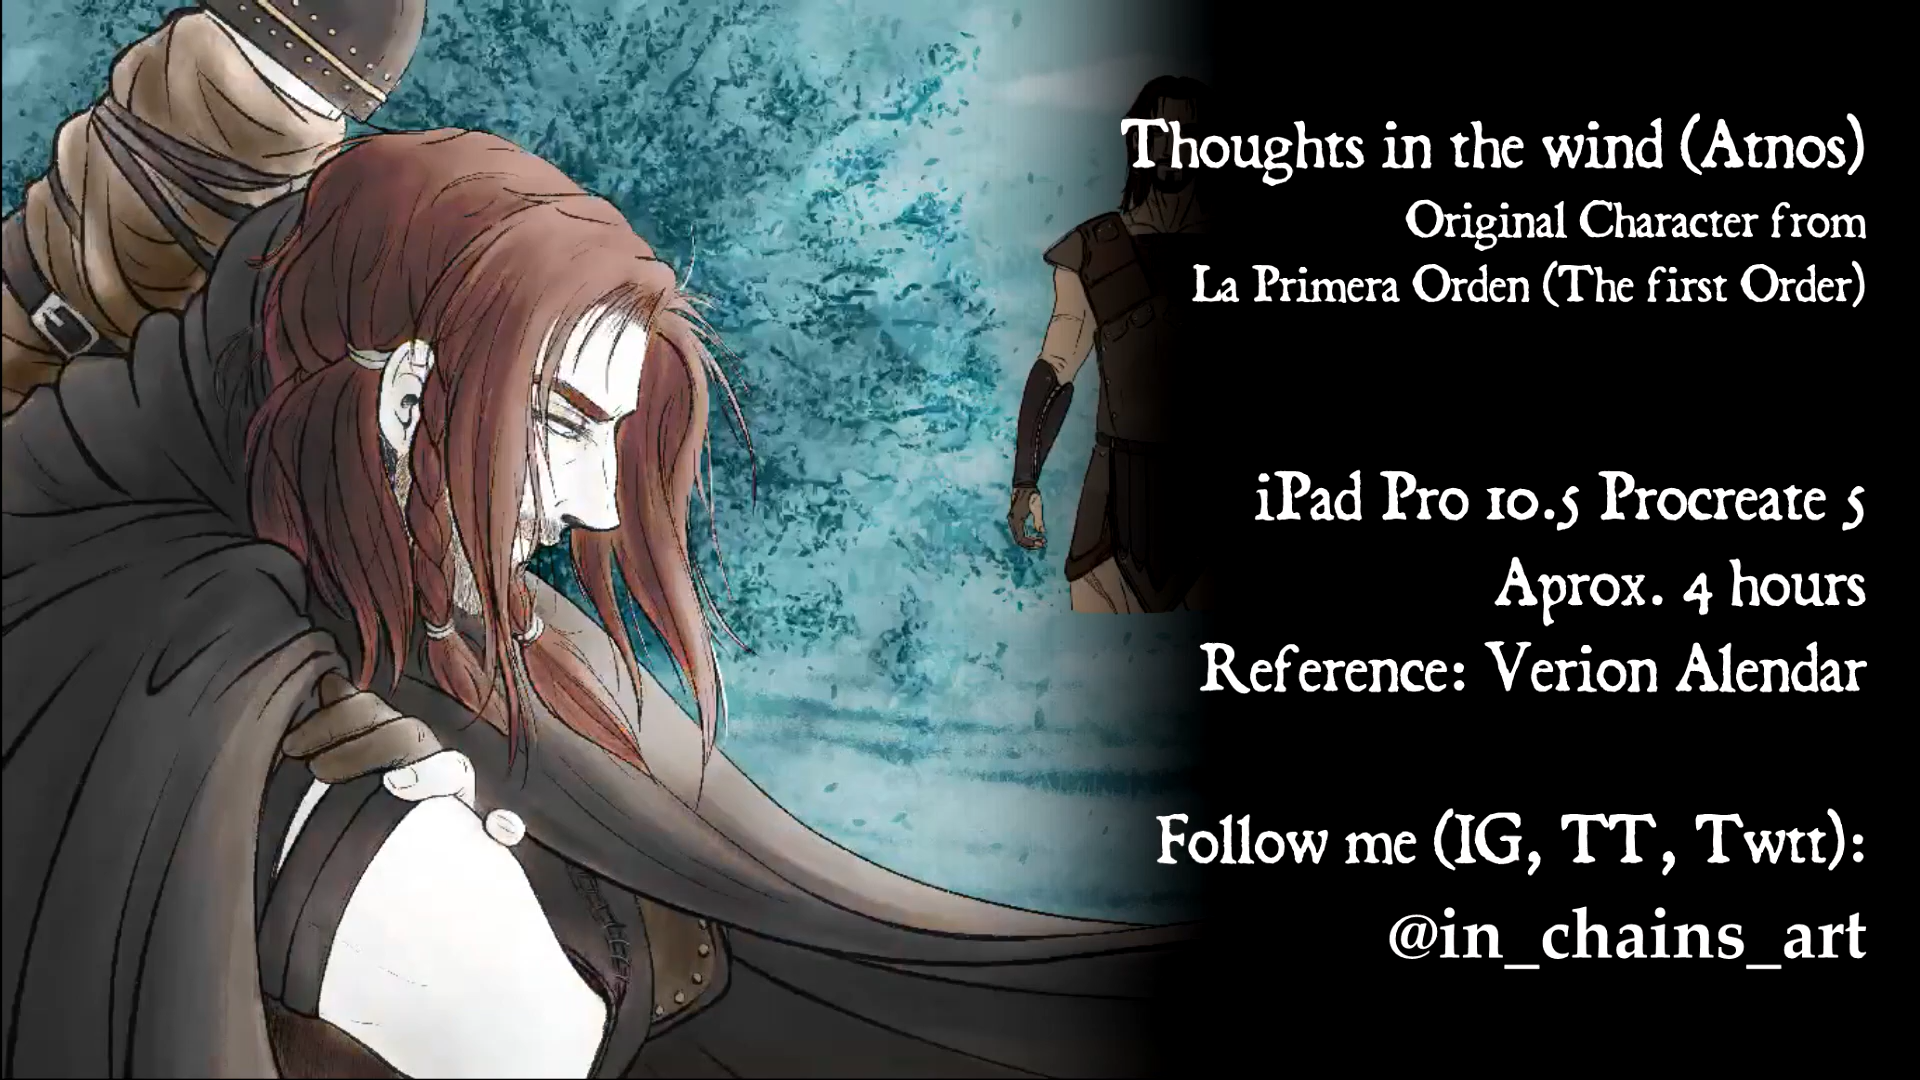 Thoughts in the wind (Atnos)
Original Character from
La Primera Orden (The first Order)
iPad Pro 10.5 Procreate 5
Aprox. 4 hours
Reference: Verion Alendar
Follow me (IG, TT, Twtt):
@in_chains_art